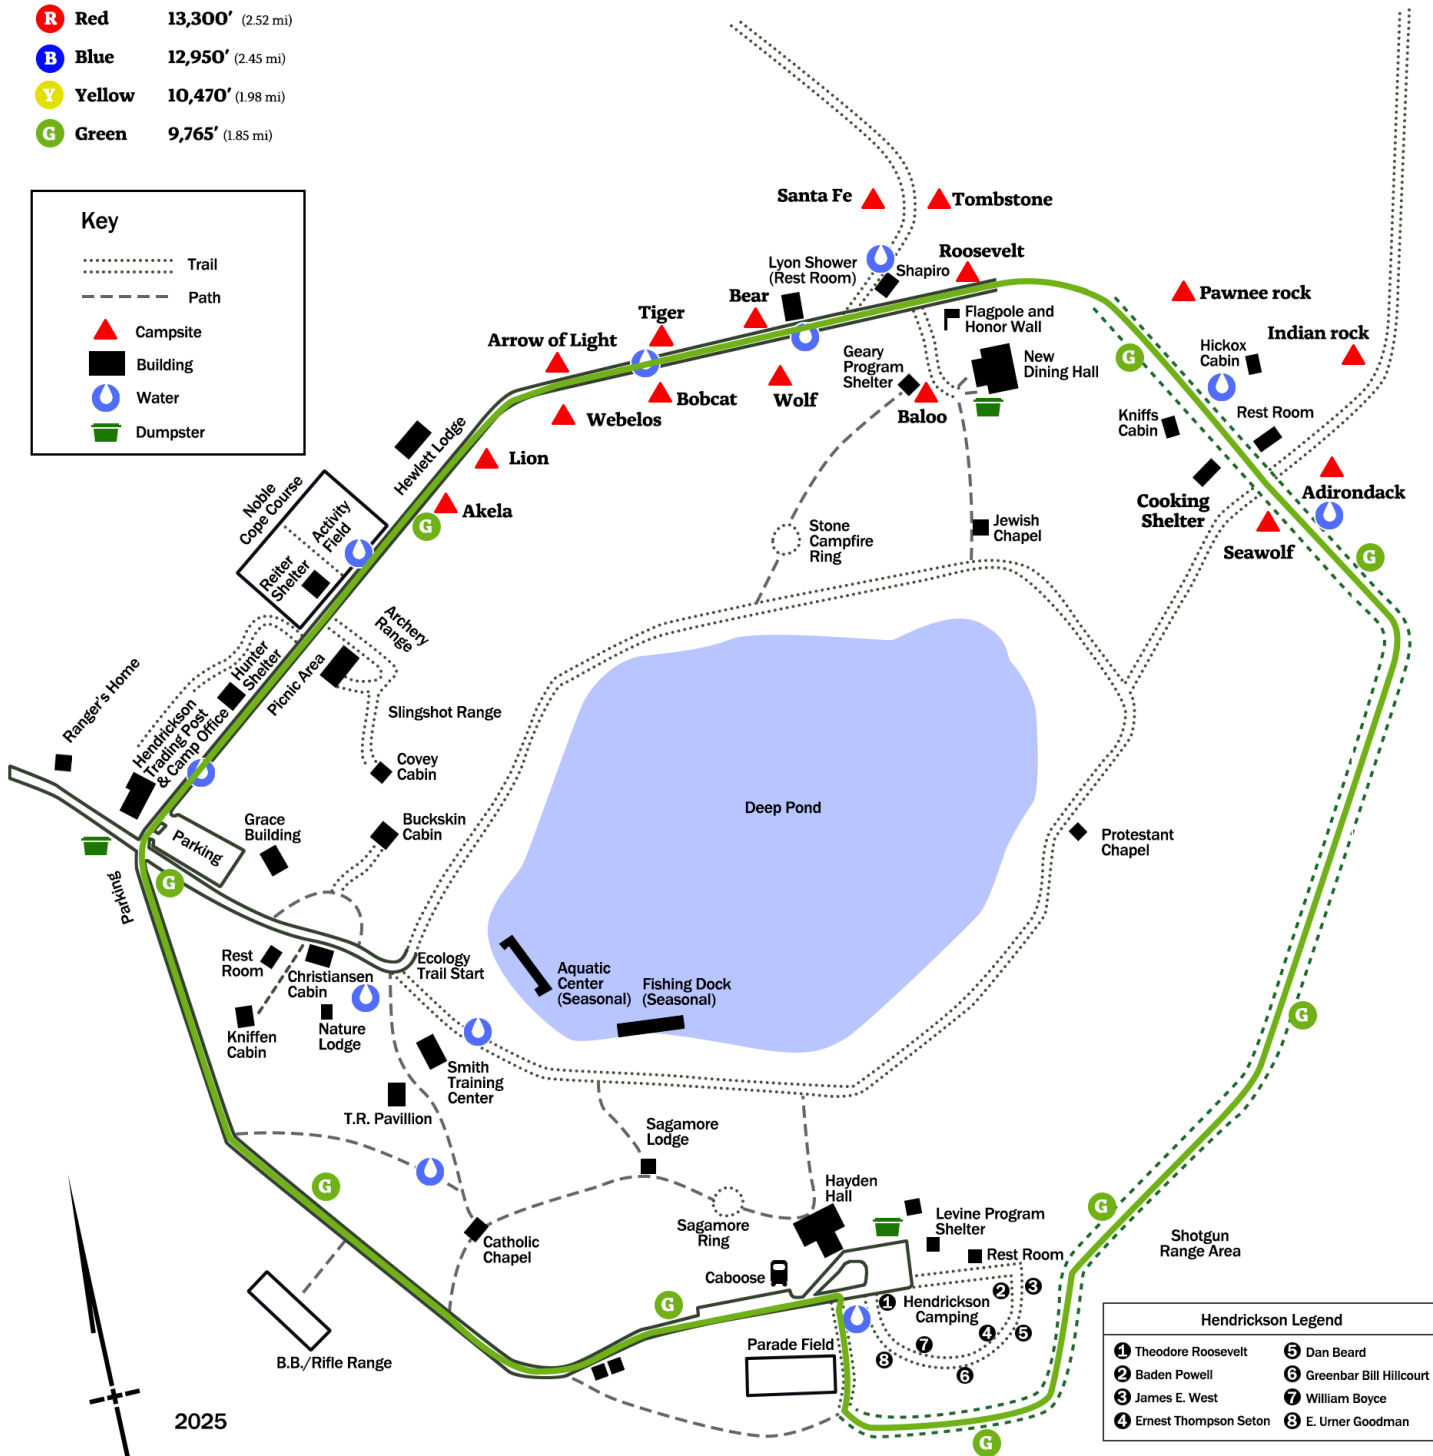 R Red 13,300′ (2.52 mi)
B Blue 12,950′ (2.45 mi)
Y Yellow 10,470′ (1.98 mi)
G Green 9,765′ (1.85 mi)
Key
Trail
Path
Campsite
Building
Water
Dumpster
Santa Fe
Tombstone
Roosevelt
Lyon Shower
(Rest Room)
Shapiro
Bear
Tiger
Arrow of Light
Flagpole and
Honor Wall
Pawnee rock
Indian rock
Geary
Program
Shelter
New
Dining Hall
G
Hickox
Cabin
Bobcat
Wolf
Baloo
Webelos
Kniffs
Cabin
Rest Room
Hewlett Lodge
Lion
Akela
G
Noble
Cope Course
Activity
Field
Reiter
Shelter
Stone
Campfire
Ring
Jewish
Chapel
Cooking
Shelter
Adirondack
Seawolf
G
Archery
Range
Hunter
Shelter
Picnic Area
Ranger's Home
Hendrickson
Trading Post
& Camp Office
Slingshot Range
Covey
Cabin
Buckskin
Cabin
Grace
Building
Parking
Parking
G
Deep Pond
Protestant
Chapel
Rest
Room
Christiansen
Cabin
Ecology
Trail Start
Aquatic
Center
(Seasonal)
Fishing Dock
(Seasonal)
G
Kniffen
Cabin
Nature
Lodge
Smith
Training
Center
T.R. Pavillion
Sagamore
Lodge
G
Hayden
Hall
G
Sagamore
Ring
Catholic
Chapel
Levine Program
Shelter
Rest Room
Shotgun
Range Area
Caboose
G
1
2
3
Hendrickson
Camping
4
5
7
8
6
Parade Field
B.B./Rifle Range
G
2025
Hendrickson Legend
1 Theodore Roosevelt
2 Baden Powell
3 James E. West
4 Ernest Thompson Seton
5 Dan Beard
6 Greenbar Bill Hillcourt
7 William Boyce
8 E. Urner Goodman